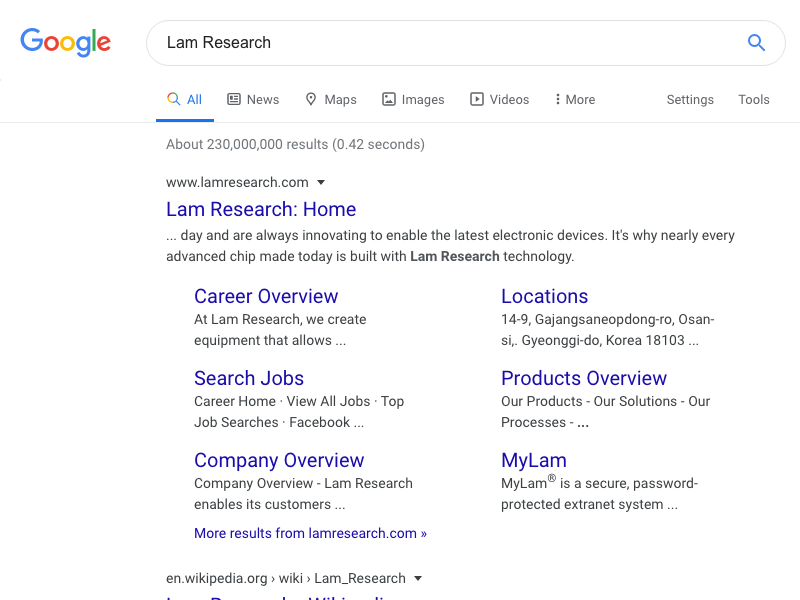 Google
Lam Research
All News Maps Images Videos More Settings Tools
About 230,000,000 results (0.42 seconds)
www.lamresearch.com
Lam Research: Home
... day and are always innovating to enable the latest electronic devices. It's why nearly every
advanced chip made today is built with Lam Research technology.
Career Overview
At Lam Research, we create
equipment that allows ...
Locations
14-9, Gajangsaneopdong-ro, Osan-
si,. Gyeonggi-do, Korea 18103 ...
Search Jobs
Career Home · View All Jobs · Top
Job Searches · Facebook ...
Products Overview
Our Products - Our Solutions - Our
Processes - ...
Company Overview
Company Overview - Lam Research
enables its customers ...
MyLam
MyLam® is a secure, password-
protected extranet system ...
More results from lamresearch.com »
en.wikipedia.org › wiki › Lam_Research